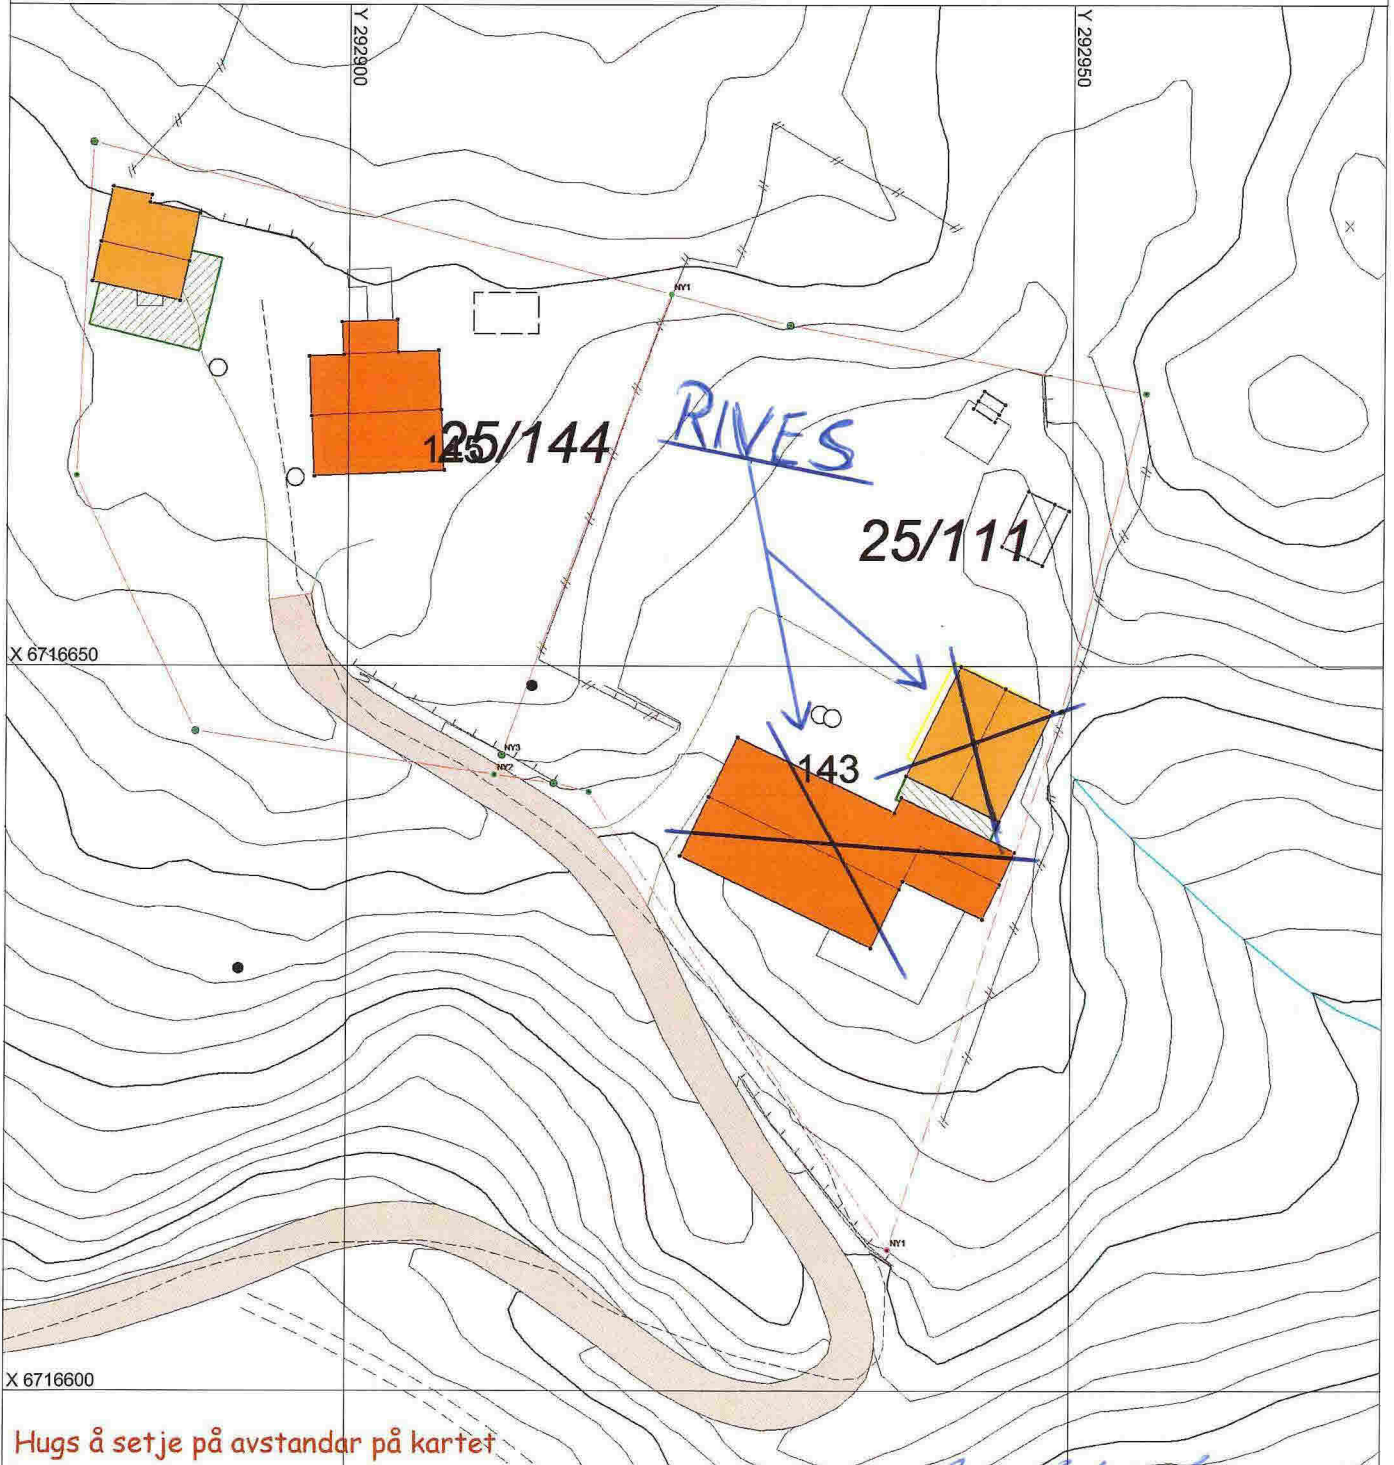 Y 292900
Y 292950
NY1
RIVES
25/144
145
25/111
X 6716650
NY3
NY2
143
NY1
X 6716600
Hugs å setje på avstandar på kartet